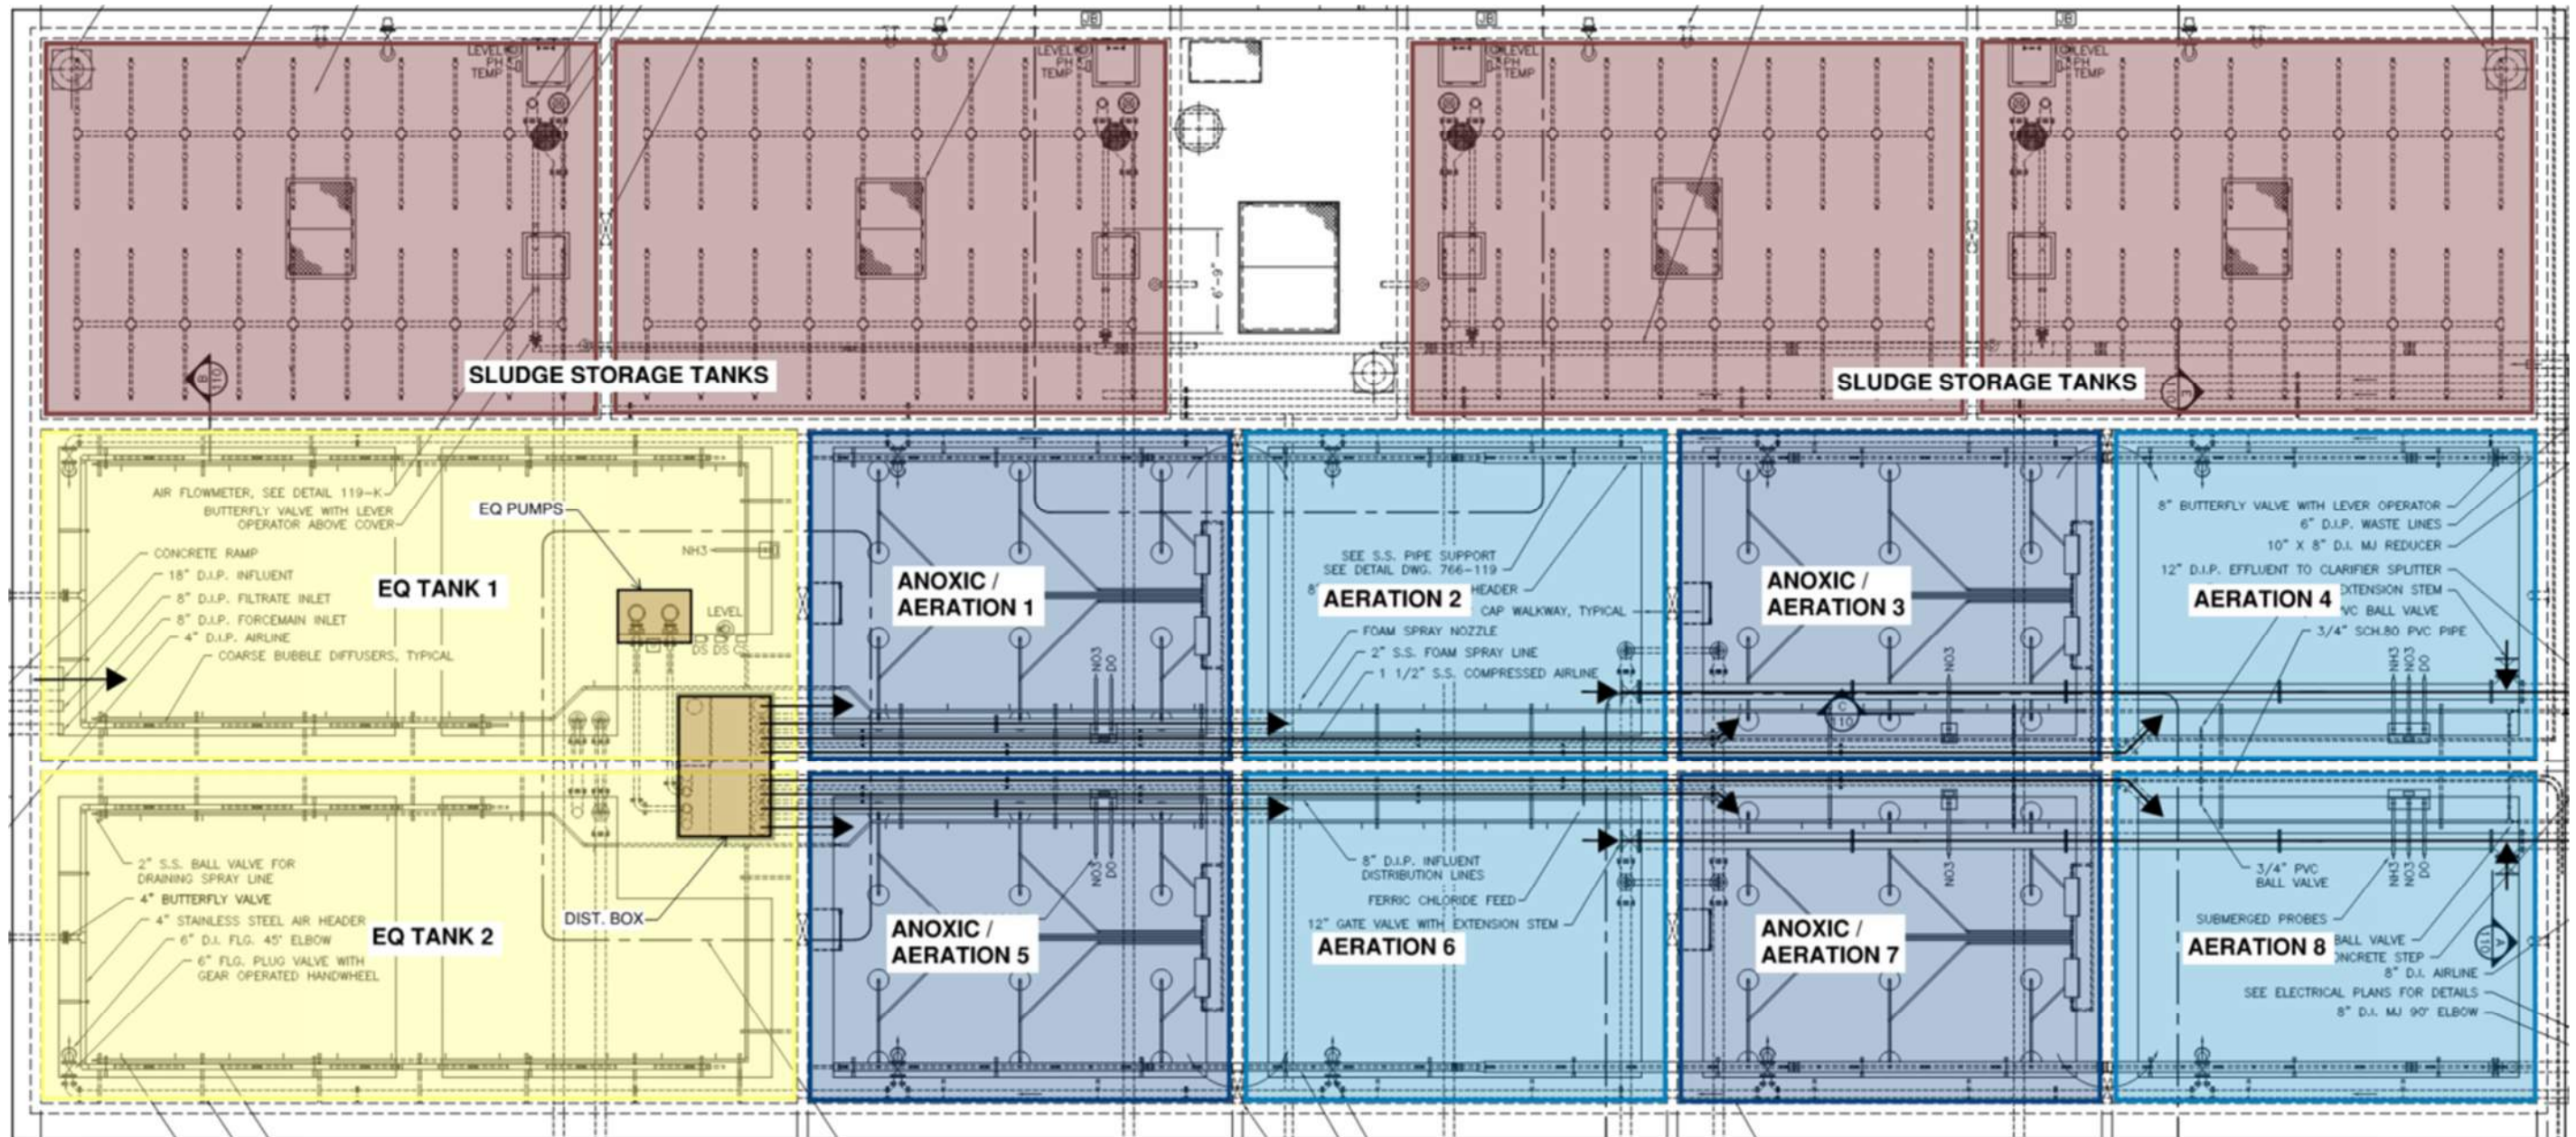 JB
JB
JB
LEVEL
PH
TEMP
LEVEL
PH
TEMP
LEVEL
PH
TEMP
LEVEL
PH
TEMP
6'-9"
B
110
SLUDGE STORAGE TANKS
SLUDGE STORAGE TANKS
110
AIR FLOWMETER, SEE DETAIL 119-K
BUTTERFLY VALVE WITH LEVER
OPERATOR ABOVE COVER
EQ PUMPS
NH3
CONCRETE RAMP
18" D.I.P. INFLUENT
8" D.I.P. FILTRATE INLET
8" D.I.P. FORCEMAIN INLET
4" D.I.P. AIRLINE
COARSE BUBBLE DIFFUSERS, TYPICAL
EQ TANK 1
LEVEL
DS DS CS
ANOXIC /
AERATION 1
NO3
DO
SEE S.S. PIPE SUPPORT
SEE DETAIL DWG. 766-119
8" HEADER
AERATION 2
CAP WALKWAY, TYPICAL
FOAM SPRAY NOZZLE
2" S.S. FOAM SPRAY LINE
1 1/2" S.S. COMPRESSED AIRLINE
ANOXIC /
AERATION 3
NO3
C
110
8" BUTTERFLY VALVE WITH LEVER OPERATOR
6" D.I.P. WASTE LINES
10" X 8" D.I. MJ REDUCER
12" D.I.P. EFFLUENT TO CLARIFIER SPLITTER
EXTENSION STEM
AERATION 4
VC BALL VALVE
3/4" SCH.80 PVC PIPE
NH3
NO3
DO
2" S.S. BALL VALVE FOR
DRAINING SPRAY LINE
4" BUTTERFLY VALVE
4" STAINLESS STEEL AIR HEADER
6" D.I. FLG. 45° ELBOW
6" FLG. PLUG VALVE WITH
GEAR OPERATED HANDWHEEL
EQ TANK 2
DIST. BOX
NO3
DO
ANOXIC /
AERATION 5
8" D.I.P. INFLUENT
DISTRIBUTION LINES
FERRIC CHLORIDE FEED
12" GATE VALVE WITH EXTENSION STEM
AERATION 6
NO3
ANOXIC /
AERATION 7
3/4" PVC
BALL VALVE
NH3
NO3
DO
SUBMERGED PROBES
AERATION 8
BALL VALVE
ONCRETE STEP
8" D.I. AIRLINE
SEE ELECTRICAL PLANS FOR DETAILS
8" D.I. MJ 90° ELBOW
A
110